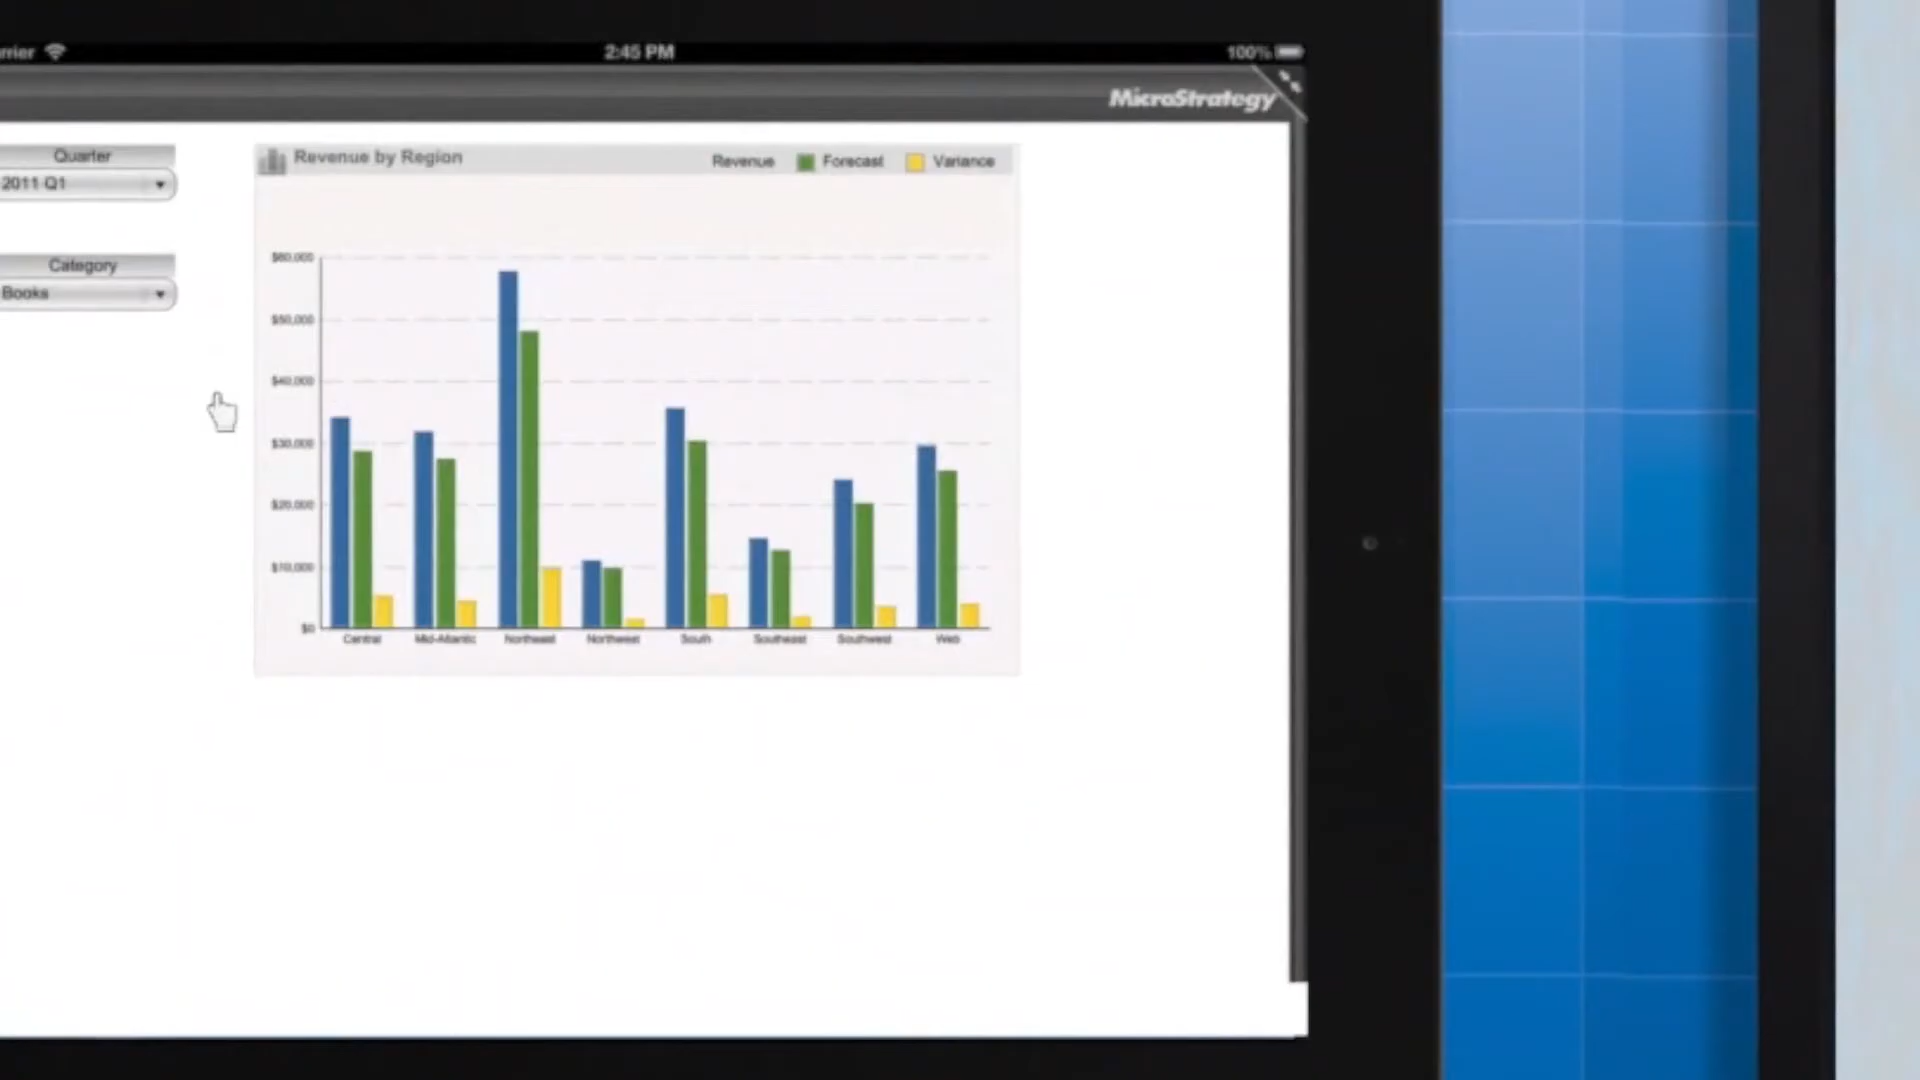 rrier 2:45 PM 100%
MicroStrategy
Quarter
2011 Q1
Category
Books
Revenue by Region Revenue Forecast Variance
$60,000
$50,000
$40,000
$30,000
$20,000
$10,000
$0
Central Mid-Atlantic Northeast Northwest South Southeast Southwest Web